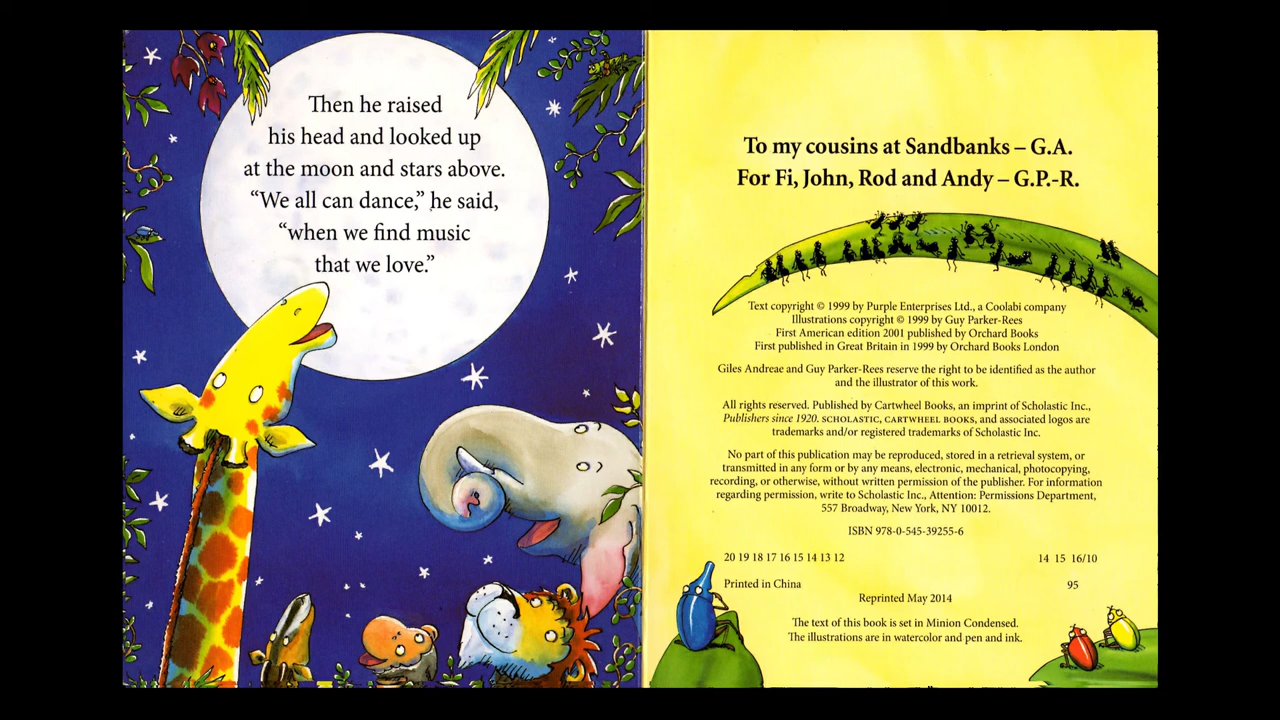 Then he raised
his head and looked up
at the moon and stars above.
“We all can dance,” he said,
“when we find music
that we love.”
To my cousins at Sandbanks – G.A.
For Fi, John, Rod and Andy – G.P.-R.
Text copyright © 1999 by Purple Enterprises Ltd., a Coolabi company
Illustrations copyright © 1999 by Guy Parker-Rees
First American edition 2001 published by Orchard Books
First published in Great Britain in 1999 by Orchard Books London
Giles Andreae and Guy Parker-Rees reserve the right to be identified as the author
and the illustrator of this work.
All rights reserved. Published by Cartwheel Books, an imprint of Scholastic Inc.,
Publishers since 1920. SCHOLASTIC, CARTWHEEL BOOKS, and associated logos are
trademarks and/or registered trademarks of Scholastic Inc.
No part of this publication may be reproduced, stored in a retrieval system, or
transmitted in any form or by any means, electronic, mechanical, photocopying,
recording, or otherwise, without written permission of the publisher. For information
regarding permission, write to Scholastic Inc., Attention: Permissions Department,
557 Broadway, New York, NY 10012.
ISBN 978-0-545-39255-6
20 19 18 17 16 15 14 13 12 14 15 16/10
Printed in China 95
Reprinted May 2014
The text of this book is set in Minion Condensed.
The illustrations are in watercolor and pen and ink.